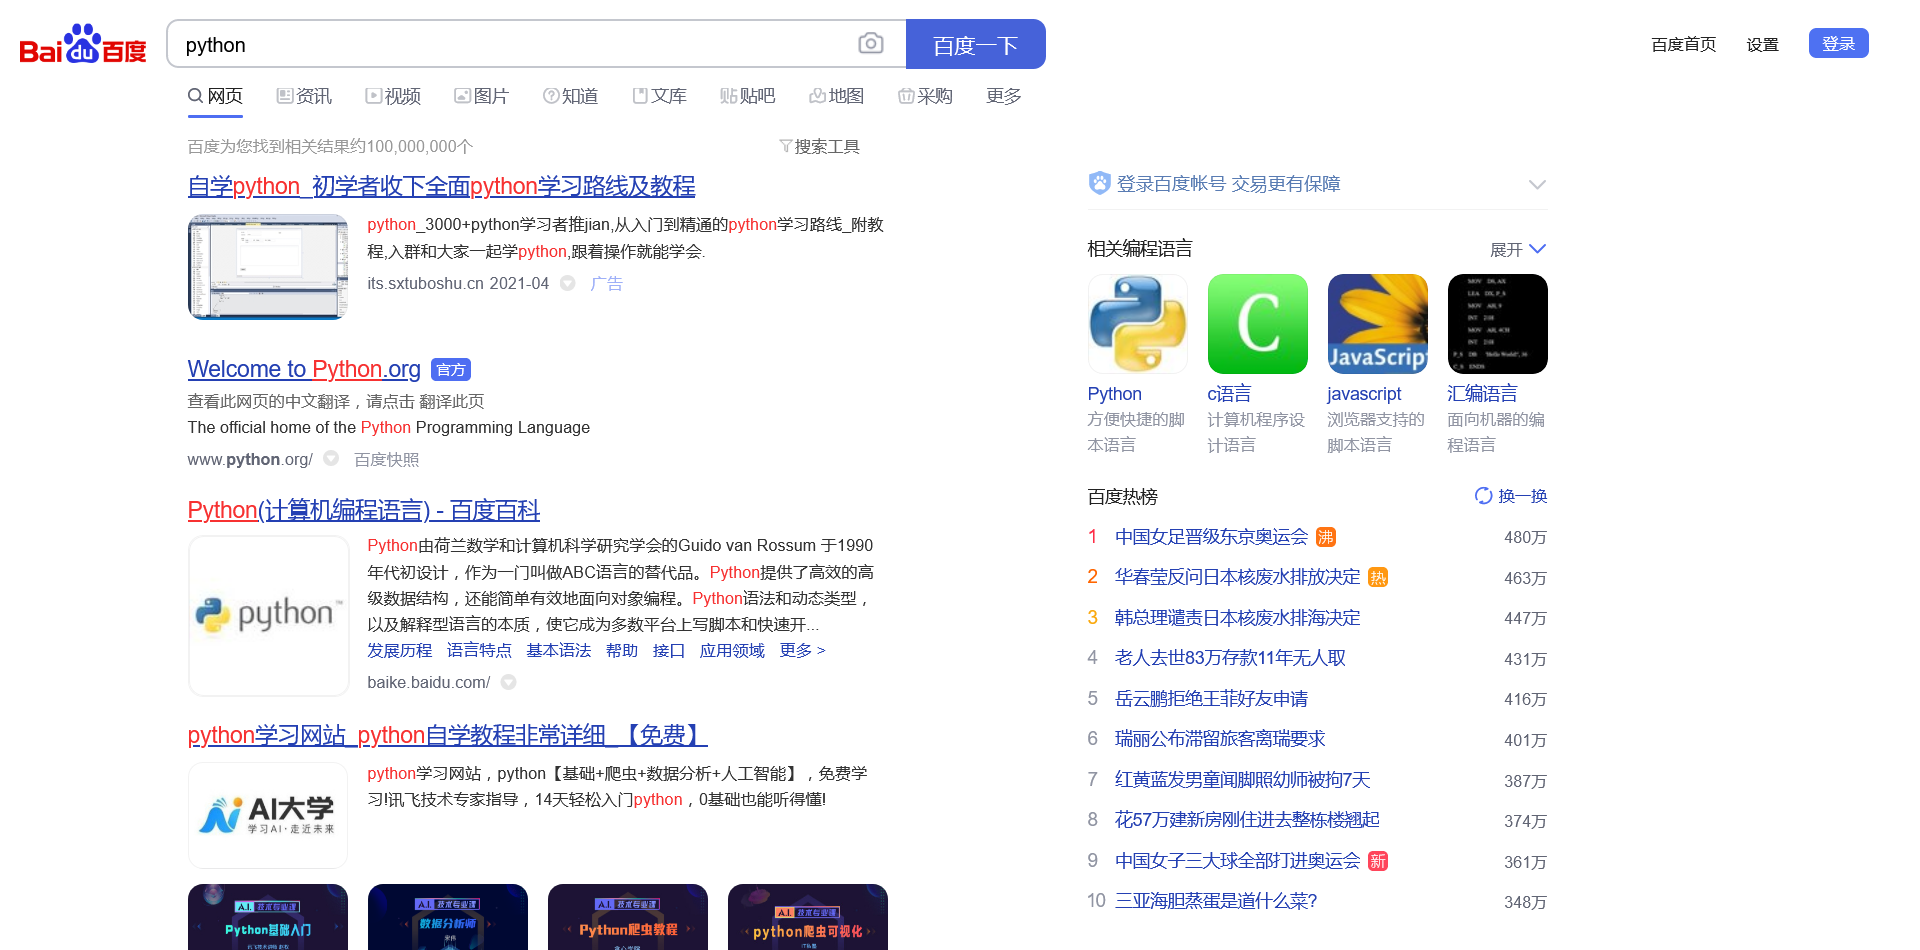 Baidu百度
python
百度一下
百度首页 设置 登录
网页 资讯 视频 图片 知道 文库 贴吧 地图 采购 更多
百度为您找到相关结果约100,000,000个
搜索工具
自学python_初学者收下全面python学习路线及教程
python_3000+python学习者推jian,从入门到精通的python学习路线_附教
程,入群和大家一起学python,跟着操作就能学会.
its.sxtuboshu.cn 2021-04 广告
Welcome to Python.org 官方
查看此网页的中文翻译，请点击 翻译此页
The official home of the Python Programming Language
www.python.org/ 百度快照
Python(计算机编程语言) - 百度百科
python™
Python由荷兰数学和计算机科学研究学会的Guido van Rossum 于1990
年代初设计，作为一门叫做ABC语言的替代品。Python提供了高效的高
级数据结构，还能简单有效地面向对象编程。Python语法和动态类型，
以及解释型语言的本质，使它成为多数平台上写脚本和快速开...
发展历程 语言特点 基本语法 帮助 接口 应用领域 更多 >
baike.baidu.com/
python学习网站_python自学教程非常详细_【免费】
AI大学
学习AI·走近未来
python学习网站，python【基础+爬虫+数据分析+人工智能】，免费学
习!讯飞技术专家指导，14天轻松入门python，0基础也能听得懂!
A.I. 技术专业课
Python基础入门
A.I. 技术专业课
数据分析师
A.I. 技术专业课
Python爬虫教程
A.I. 技术专业课
python爬虫可视化
登录百度帐号 交易更有保障
相关编程语言
展开
C
JavaScrip
Python
方便快捷的脚
本语言
c语言
计算机程序设
计语言
javascript
浏览器支持的
脚本语言
汇编语言
面向机器的编
程语言
百度热榜
换一换
1 中国女足晋级东京奥运会 沸 480万
2 华春莹反问日本核废水排放决定 热 463万
3 韩总理谴责日本核废水排海决定 447万
4 老人去世83万存款11年无人取 431万
5 岳云鹏拒绝王菲好友申请 416万
6 瑞丽公布滞留旅客离瑞要求 401万
7 红黄蓝发男童闻脚照幼师被拘7天 387万
8 花57万建新房刚住进去整栋楼翘起 374万
9 中国女子三大球全部打进奥运会 新 361万
10 三亚海胆蒸蛋是道什么菜? 348万